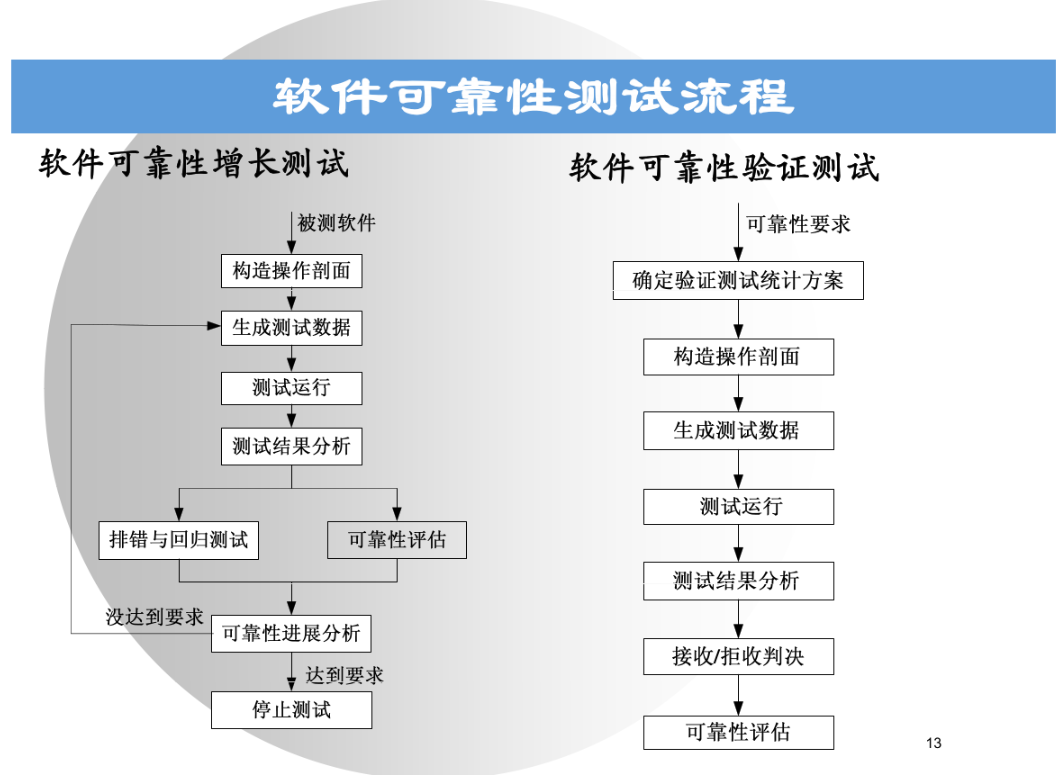 软件可靠性测试流程
软件可靠性增长测试
被测软件
构造操作剖面
生成测试数据
测试运行
测试结果分析
排错与回归测试
可靠性评估
没达到要求
可靠性进展分析
达到要求
停止测试
软件可靠性验证测试
可靠性要求
确定验证测试统计方案
构造操作剖面
生成测试数据
测试运行
测试结果分析
接收/拒收判决
可靠性评估
13